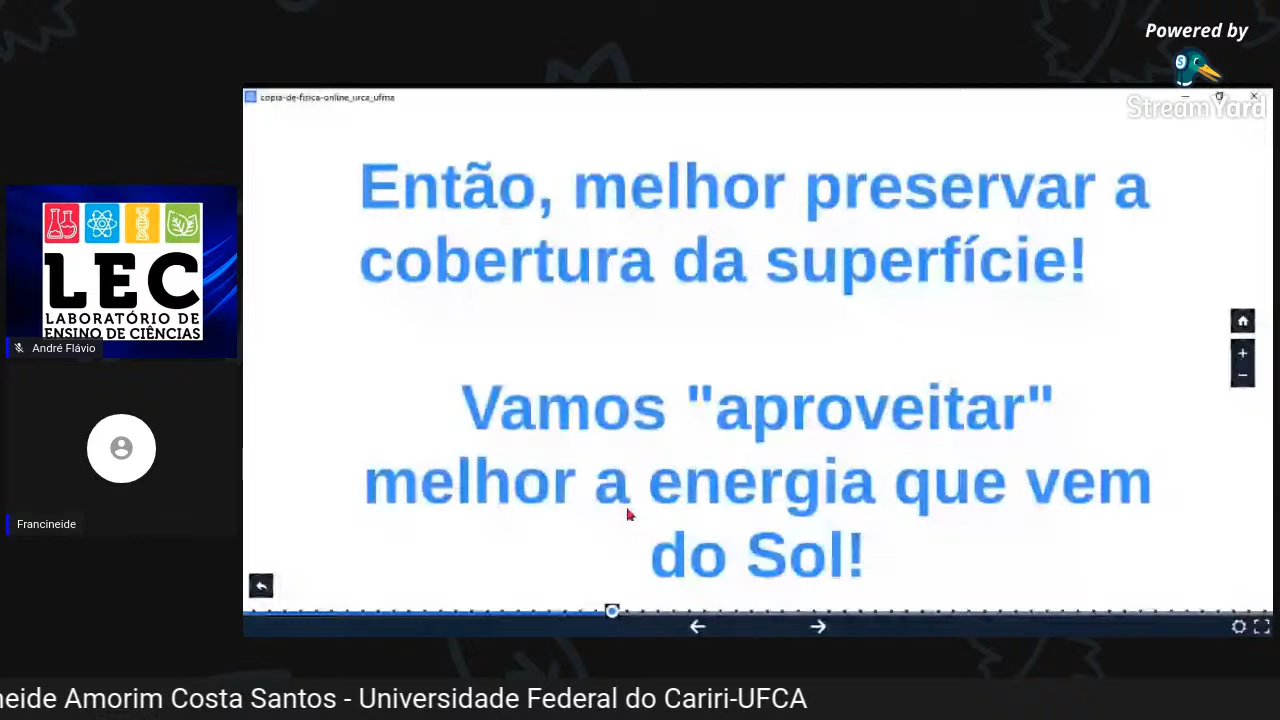 Powered by
StreamYard
copia-de-fisica-online_urca_ufma
Então, melhor preservar a
cobertura da superfície!
Vamos "aproveitar"
melhor a energia que vem
do Sol!
LEC
LABORATÓRIO DE
ENSINO DE CIÊNCIAS
André Flávio
Francineide
neide Amorim Costa Santos - Universidade Federal do Cariri-UFCA